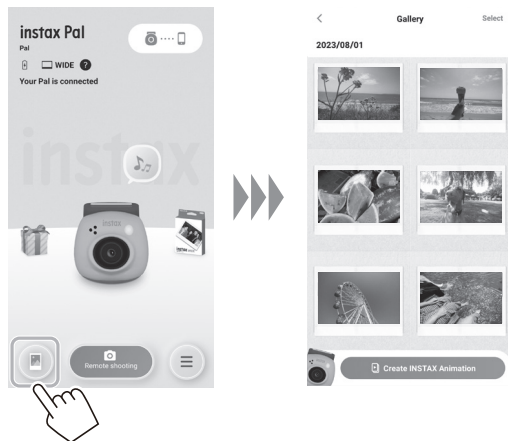 instax Pal
Pal
WIDE ?
Your Pal is connected
instax
instax
Remote shooting
Gallery
Select
2023/08/01
Create INSTAX Animation